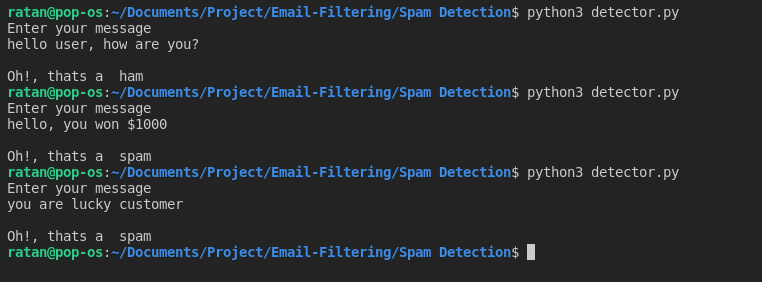 ratan@pop-os:~/Documents/Project/Email-Filtering/Spam Detection$ python3 detector.py
Enter your message
hello user, how are you?
Oh!, thats a  ham
ratan@pop-os:~/Documents/Project/Email-Filtering/Spam Detection$ python3 detector.py
Enter your message
hello, you won $1000
Oh!, thats a  spam
ratan@pop-os:~/Documents/Project/Email-Filtering/Spam Detection$ python3 detector.py
Enter your message
you are lucky customer
Oh!, thats a  spam
ratan@pop-os:~/Documents/Project/Email-Filtering/Spam Detection$